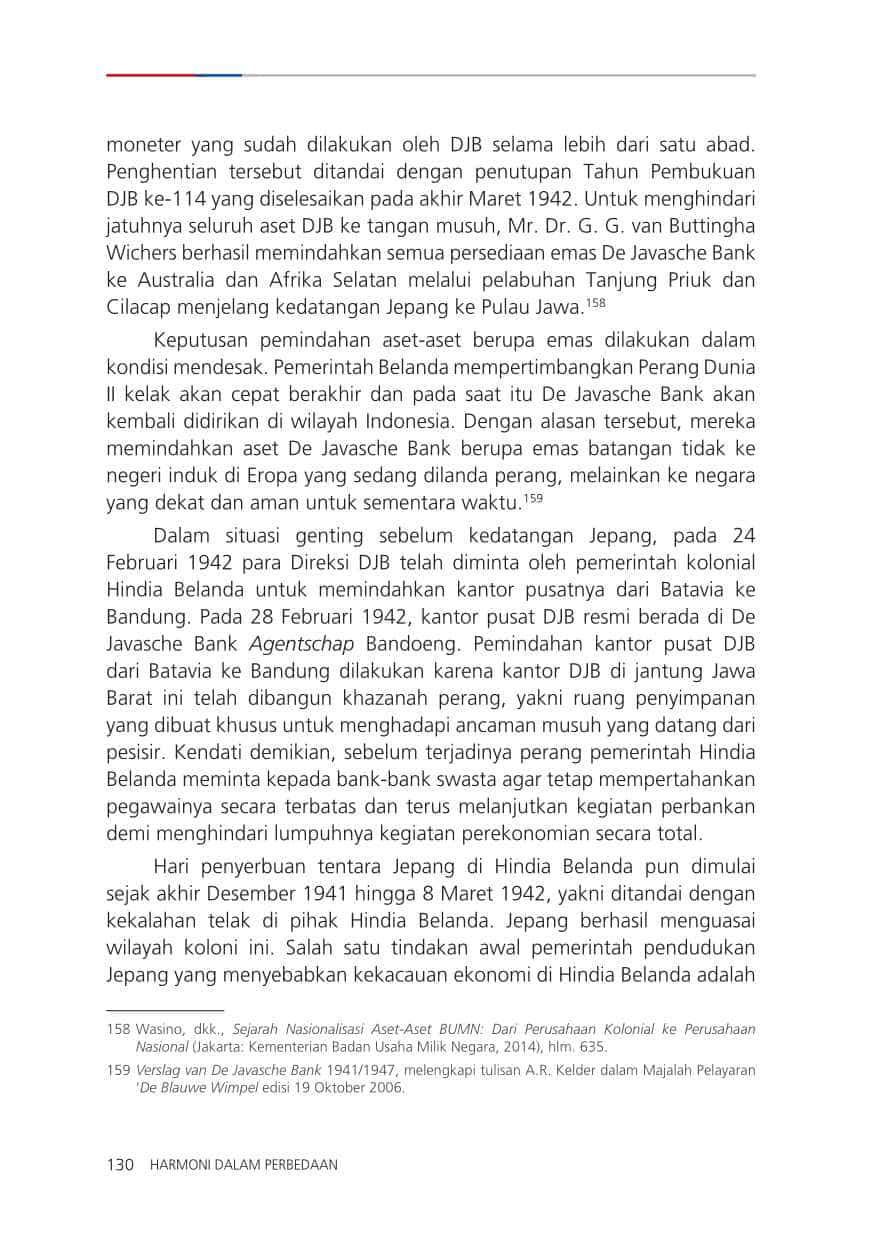 moneter yang sudah dilakukan oleh DJB selama lebih dari satu abad.
Penghentian tersebut ditandai dengan penutupan Tahun Pembukuan
DJB ke-114 yang diselesaikan pada akhir Maret 1942. Untuk menghindari
jatuhnya seluruh aset DJB ke tangan musuh, Mr. Dr. G. G. van Buttingha
Wichers berhasil memindahkan semua persediaan emas De Javasche Bank
ke Australia dan Afrika Selatan melalui pelabuhan Tanjung Priuk dan
Cilacap menjelang kedatangan Jepang ke Pulau Jawa.158
Keputusan pemindahan aset-aset berupa emas dilakukan dalam
kondisi mendesak. Pemerintah Belanda mempertimbangkan Perang Dunia
II kelak akan cepat berakhir dan pada saat itu De Javasche Bank akan
kembali didirikan di wilayah Indonesia. Dengan alasan tersebut, mereka
memindahkan aset De Javasche Bank berupa emas batangan tidak ke
negeri induk di Eropa yang sedang dilanda perang, melainkan ke negara
yang dekat dan aman untuk sementara waktu.159
Dalam situasi genting sebelum kedatangan Jepang, pada 24
Februari 1942 para Direksi DJB telah diminta oleh pemerintah kolonial
Hindia Belanda untuk memindahkan kantor pusatnya dari Batavia ke
Bandung. Pada 28 Februari 1942, kantor pusat DJB resmi berada di De
Javasche Bank Agentschap Bandoeng. Pemindahan kantor pusat DJB
dari Batavia ke Bandung dilakukan karena kantor DJB di jantung Jawa
Barat ini telah dibangun khazanah perang, yakni ruang penyimpanan
yang dibuat khusus untuk menghadapi ancaman musuh yang datang dari
pesisir. Kendati demikian, sebelum terjadinya perang pemerintah Hindia
Belanda meminta kepada bank-bank swasta agar tetap mempertahankan
pegawainya secara terbatas dan terus melanjutkan kegiatan perbankan
demi menghindari lumpuhnya kegiatan perekonomian secara total.
Hari penyerbuan tentara Jepang di Hindia Belanda pun dimulai
sejak akhir Desember 1941 hingga 8 Maret 1942, yakni ditandai dengan
kekalahan telak di pihak Hindia Belanda. Jepang berhasil menguasai
wilayah koloni ini. Salah satu tindakan awal pemerintah pendudukan
Jepang yang menyebabkan kekacauan ekonomi di Hindia Belanda adalah
158 Wasino, dkk., Sejarah Nasionalisasi Aset-Aset BUMN: Dari Perusahaan Kolonial ke Perusahaan
Nasional (Jakarta: Kementerian Badan Usaha Milik Negara, 2014), hlm. 635.
159 Verslag van De Javasche Bank 1941/1947, melengkapi tulisan A.R. Kelder dalam Majalah Pelayaran
'De Blauwe Wimpel edisi 19 Oktober 2006.
130 HARMONI DALAM PERBEDAAN